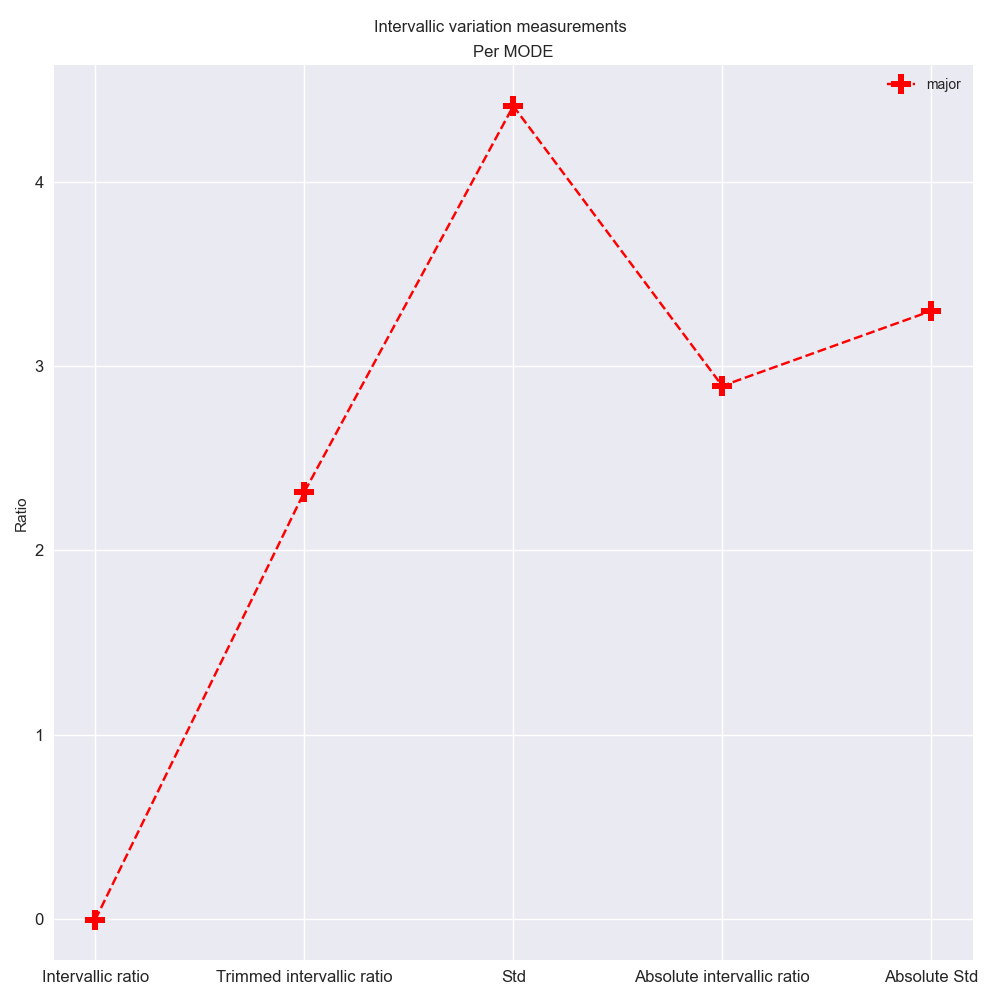 Intervallic variation measurements
Per MODE
major
Ratio
4
3
2
1
0
Intervallic ratio
Trimmed intervallic ratio
Std
Absolute intervallic ratio
Absolute Std